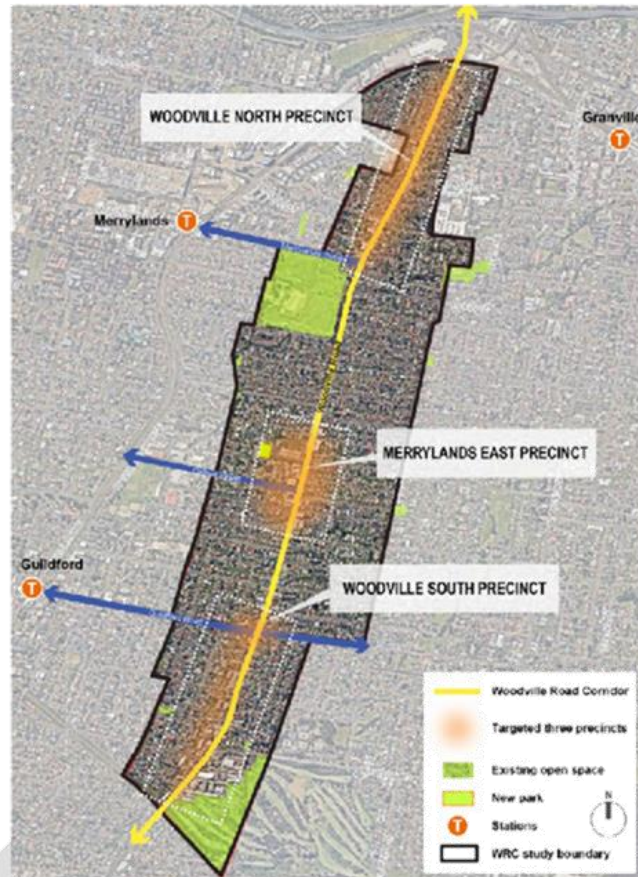 WOODVILLE NORTH PRECINCT
Granville
T
Merrylands T
MERRYLANDS EAST PRECINCT
Guildford
T
WOODVILLE SOUTH PRECINCT
Woodville Road Corridor
Targeted three precincts
Existing open space
New park
N
T Stations
WRC study boundary